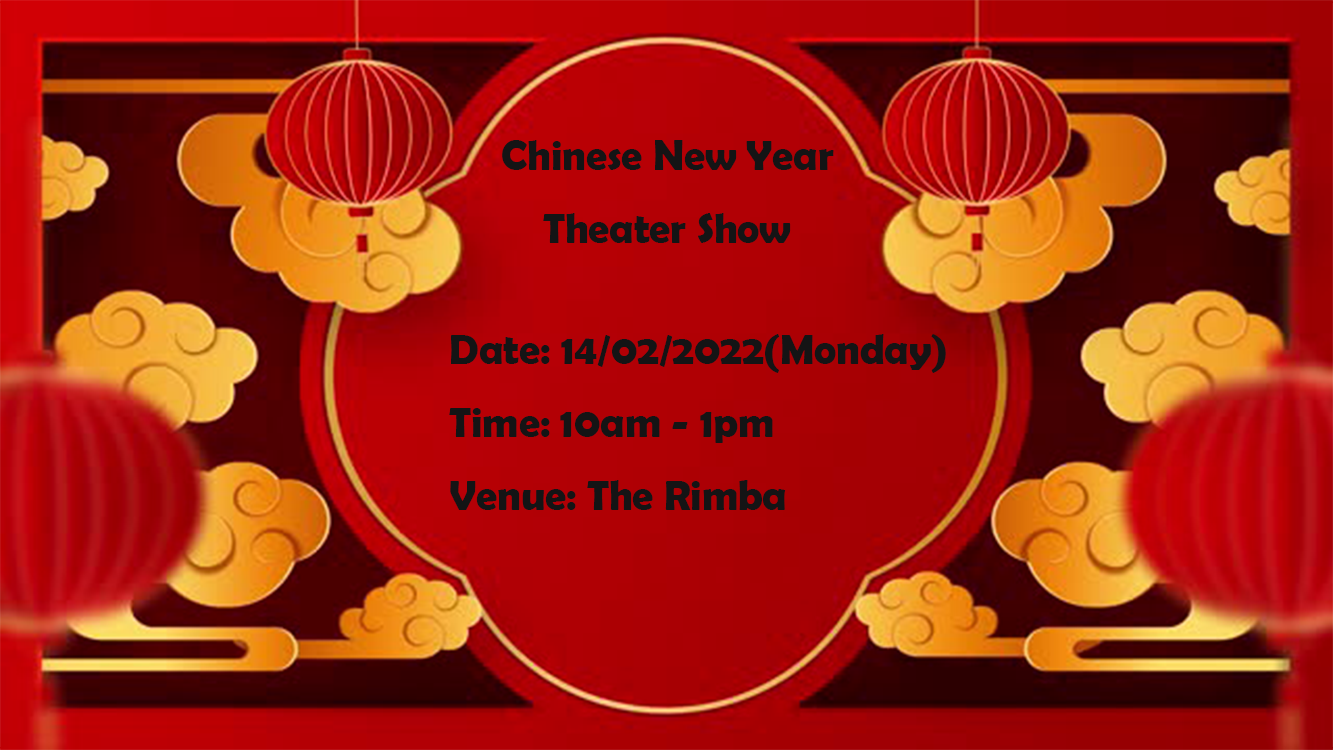 Chinese New Year
Theater Show
Date: 14/02/2022(Monday)
Time: 10am - 1pm
Venue: The Rimba